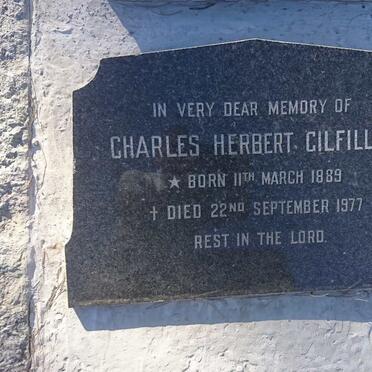 IN VERY DEAR MEMORY OF
CHARLES HERBERT GILFILL
★ BORN 11TH MARCH 1889
† DIED 22ND SEPTEMBER 1977
REST IN THE LORD.